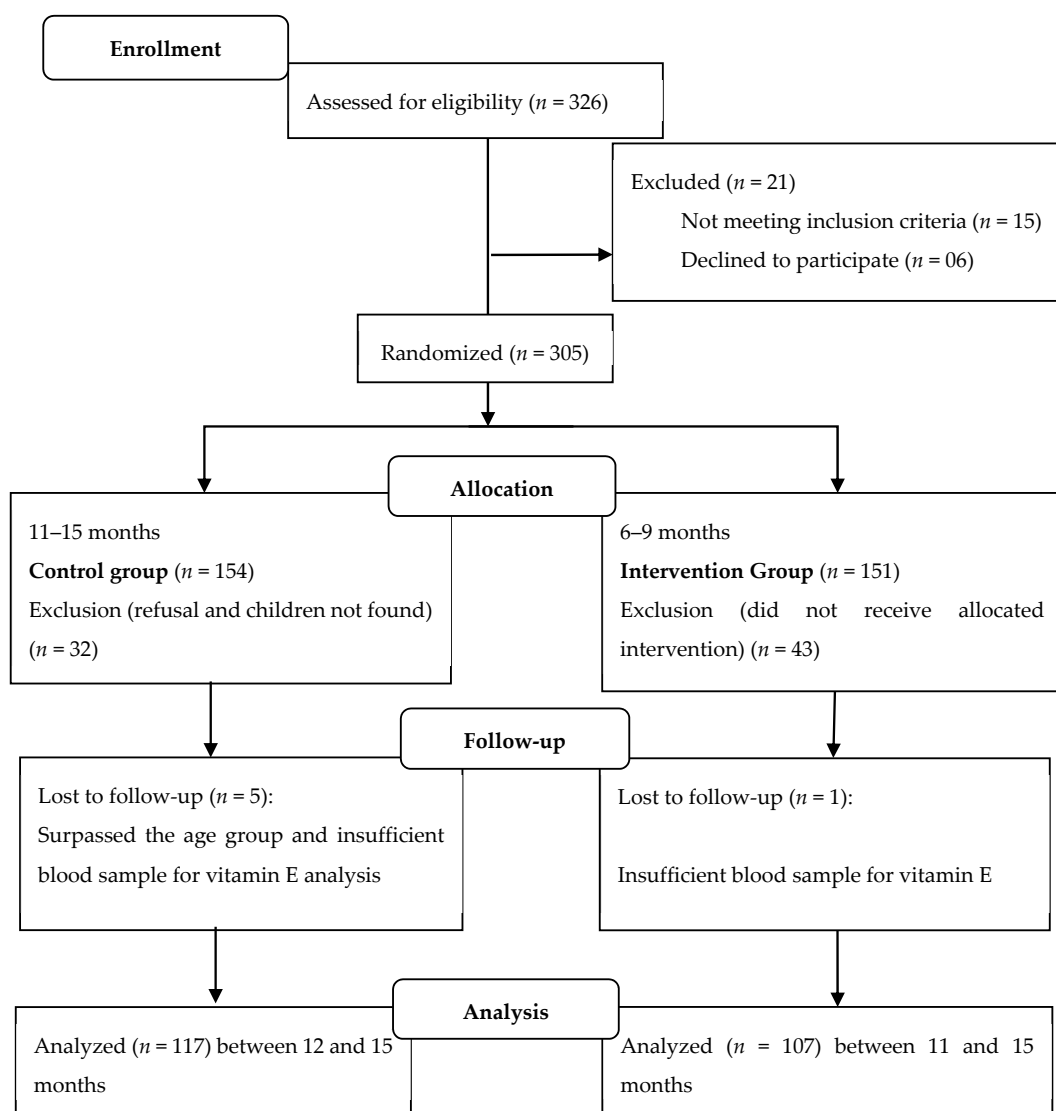 Enrollment
Assessed for eligibility (n = 326)
Excluded (n = 21)
Not meeting inclusion criteria (n = 15)
Declined to participate (n = 06)
Randomized (n = 305)
Allocation
11–15 months
Control group (n = 154)
Exclusion (refusal and children not found)
(n = 32)
6–9 months
Intervention Group (n = 151)
Exclusion (did not receive allocated
intervention) (n = 43)
Follow-up
Lost to follow-up (n = 5):
Surpassed the age group and insufficient
blood sample for vitamin E analysis
Lost to follow-up (n = 1):
Insufficient blood sample for vitamin E
Analysis
Analyzed (n = 117) between 12 and 15
months
Analyzed (n = 107) between 11 and 15
months